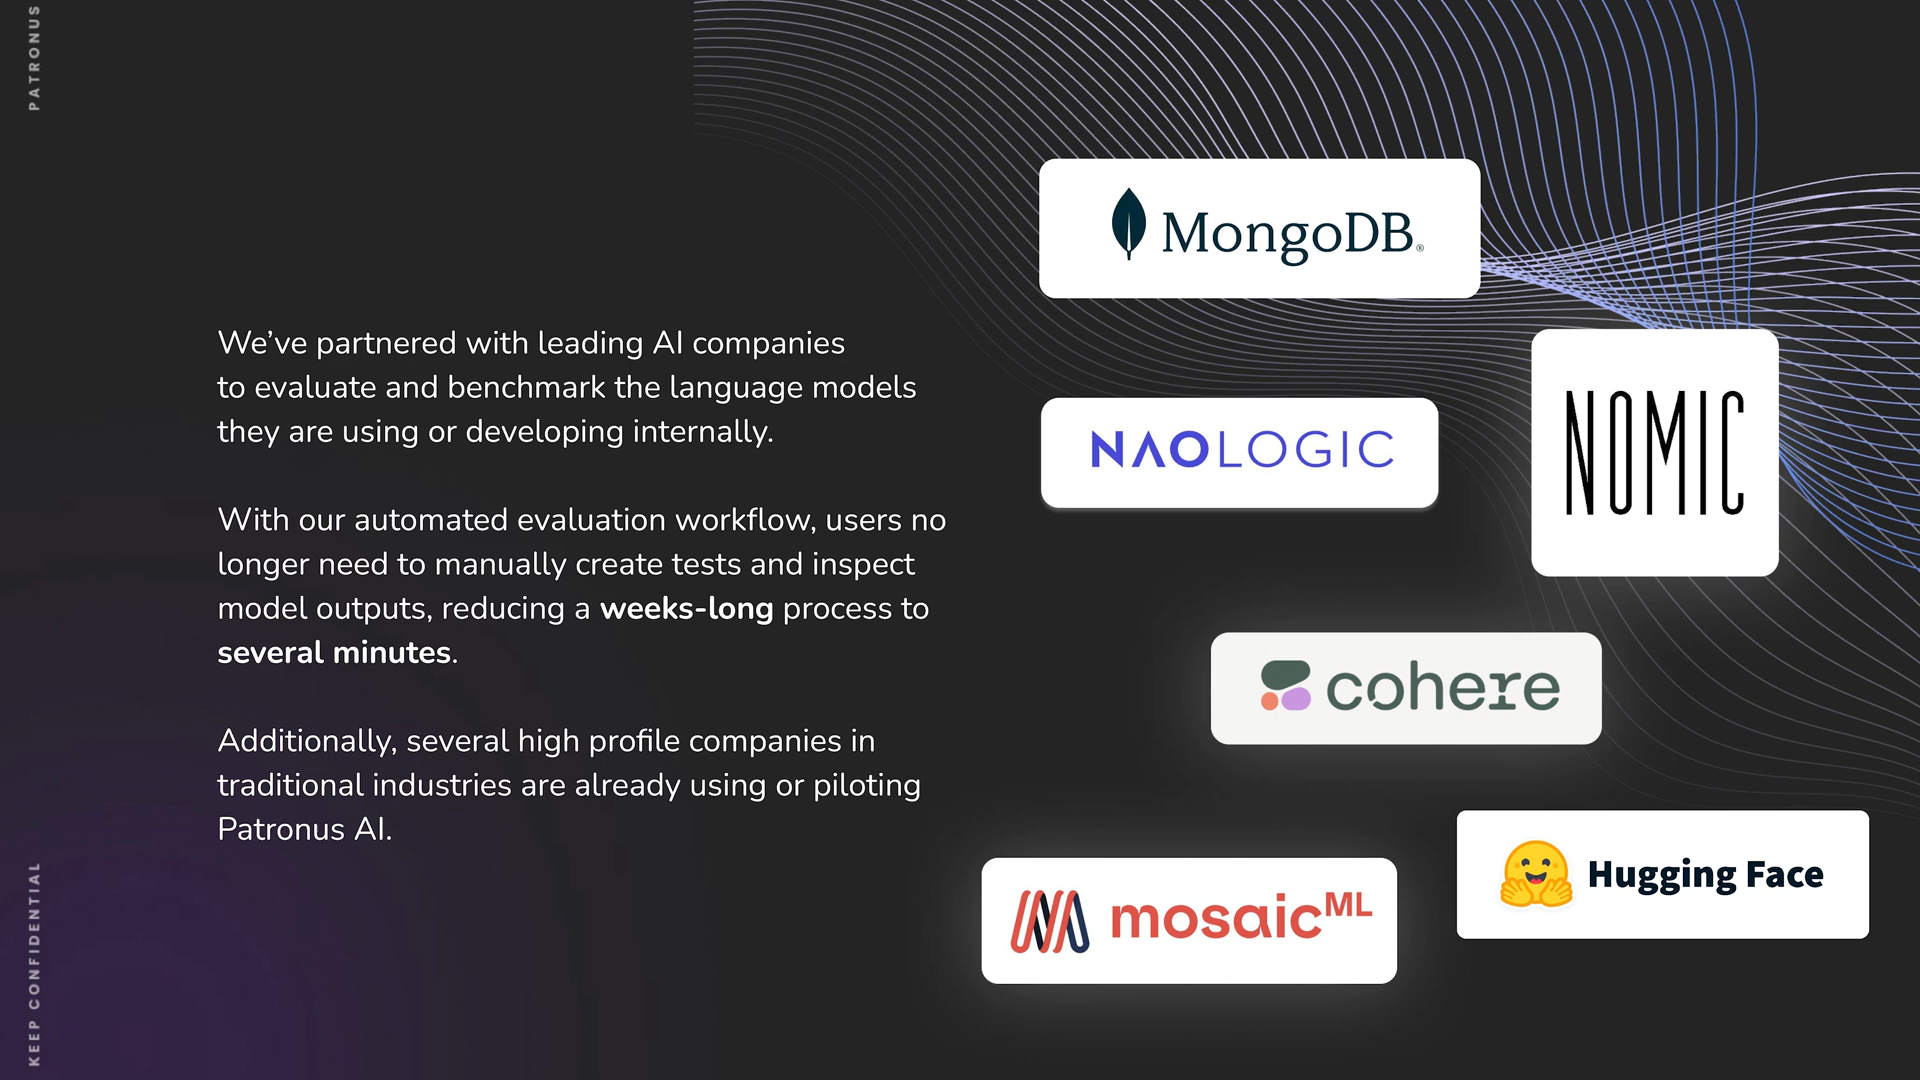 PATRONUS
We’ve partnered with leading AI companies
to evaluate and benchmark the language models
they are using or developing internally.
With our automated evaluation workflow, users no
longer need to manually create tests and inspect
model outputs, reducing a weeks-long process to
several minutes.
Additionally, several high profile companies in
traditional industries are already using or piloting
Patronus AI.
KEEP CONFIDENTIAL
MongoDB®
NAOLOGIC
NOMIC
cohere
Hugging Face
mosaicML